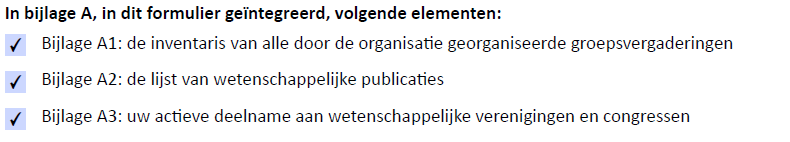 In bijlage A, in dit formulier geïntegreerd, volgende elementen:
✓ Bijlage A1: de inventaris van alle door de organisatie georganiseerde groepsvergaderingen
✓ Bijlage A2: de lijst van wetenschappelijke publicaties
✓ Bijlage A3: uw actieve deelname aan wetenschappelijke verenigingen en congressen